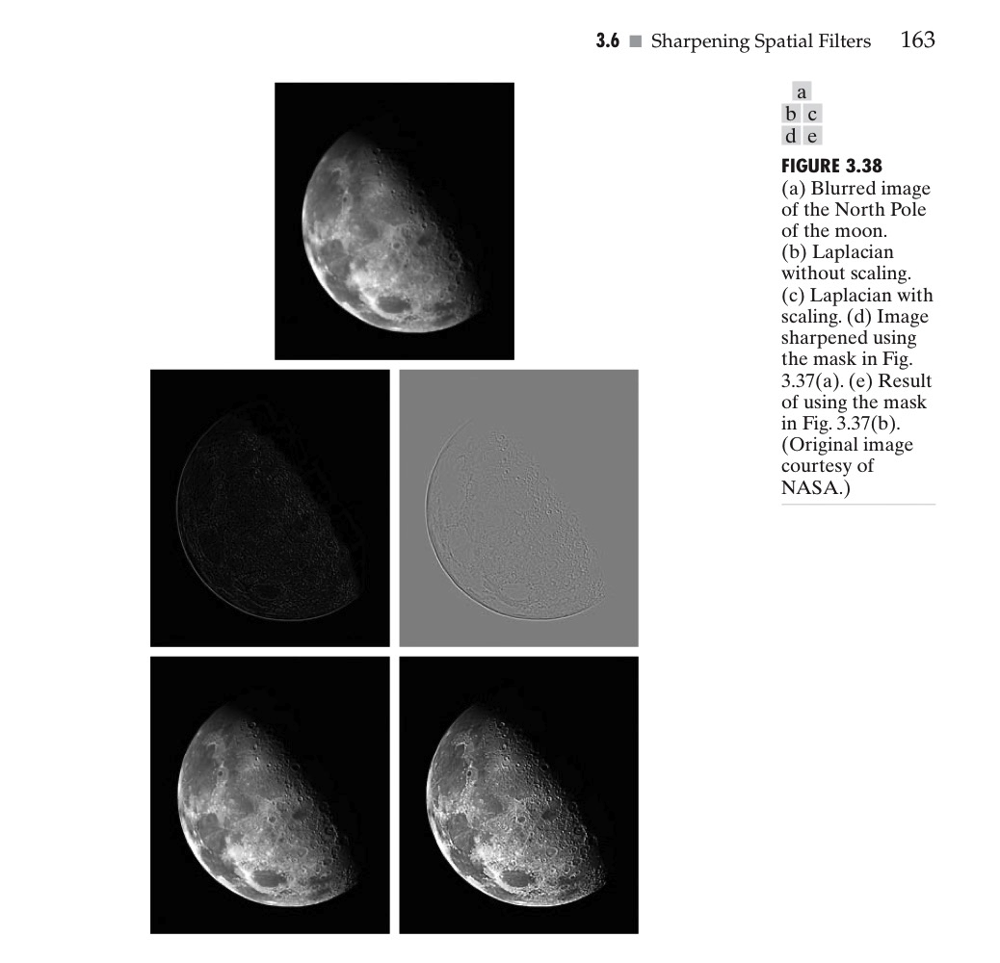 3.6 ■ Sharpening Spatial Filters 163
a
b c
d e
FIGURE 3.38
(a) Blurred image
of the North Pole
of the moon.
(b) Laplacian
without scaling.
(c) Laplacian with
scaling. (d) Image
sharpened using
the mask in Fig.
3.37(a). (e) Result
of using the mask
in Fig. 3.37(b).
(Original image
courtesy of
NASA.)